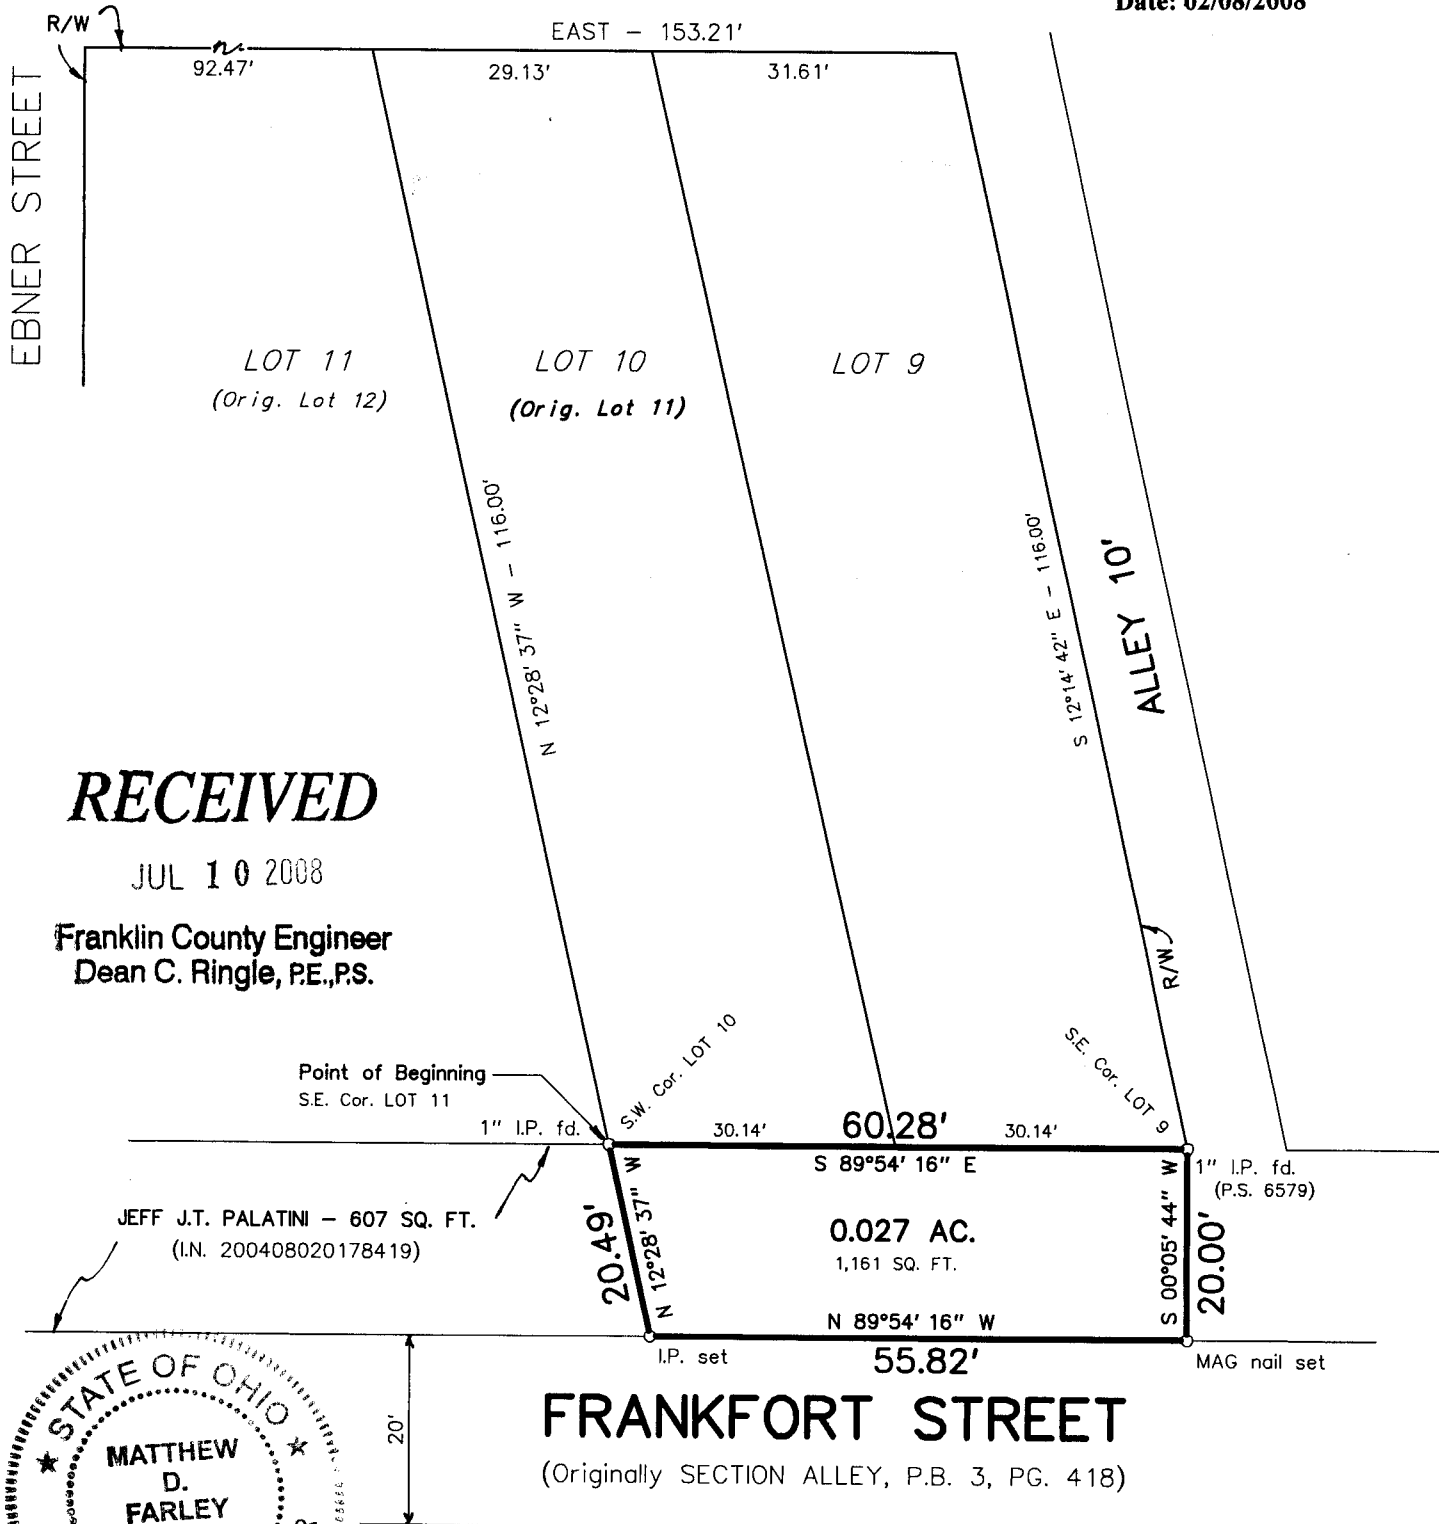 Date: 02/08/2008
R/W
EAST – 153.21'
92.47'
29.13'
31.61'
EBNER STREET
LOT 11
(Orig. Lot 12)
LOT 10
(Orig. Lot 11)
LOT 9
N 12°28' 37" W – 116.00'
S 12°14' 42" E – 116.00'
ALLEY 10'
RECEIVED
JUL 10 2008
Franklin County Engineer
Dean C. Ringle, P.E.,P.S.
R/W
Point of Beginning
S.E. Cor. LOT 11
S.W. Cor. LOT 10
S.E. Cor. LOT 9
1" I.P. fd.
30.14'
60.28'
30.14'
S 89°54' 16" E
1" I.P. fd.
(P.S. 6579)
JEFF J.T. PALATINI – 607 SQ. FT.
(I.N. 200408020178419)
20.49'
N 12°28' 37" W
0.027 AC.
1,161 SQ. FT.
S 00°05' 44" W
20.00'
N 89°54' 16" W
55.82'
I.P. set
MAG nail set
FRANKFORT STREET
(Originally SECTION ALLEY, P.B. 3, PG. 418)
20'
STATE OF OHIO
MATTHEW
D.
FARLEY